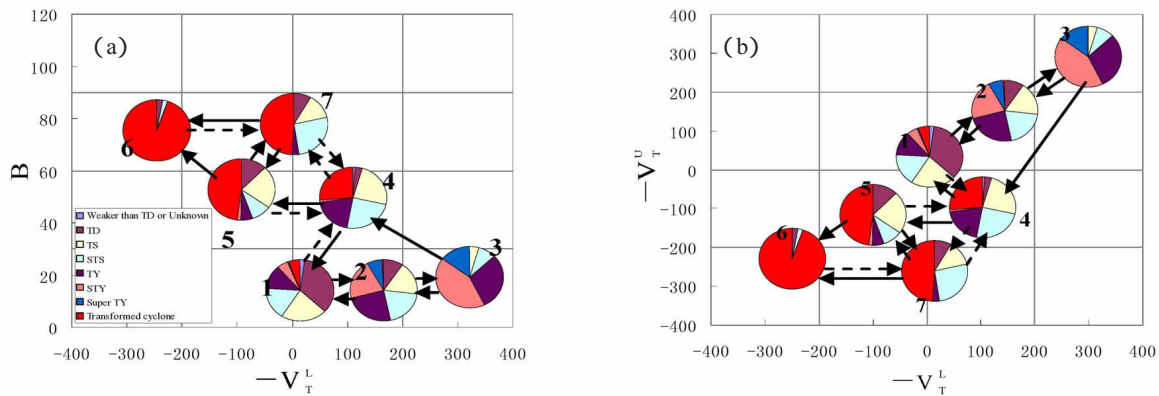 (a)
120
100
80
60
40
20
0
B
7
6
4
5
3
1
2
Weaker than TD or Unknown
TD
TS
STS
TY
STY
Super TY
Transformed cyclone
-400 -300 -200 -100 0 100 200 300 400
—V_T^L
(b)
400
300
200
100
0
-100
-200
-300
-400
—V_T^U
3
2
1
5
4
6
7
-400 -300 -200 -100 0 100 200 300 400
—V_T^L